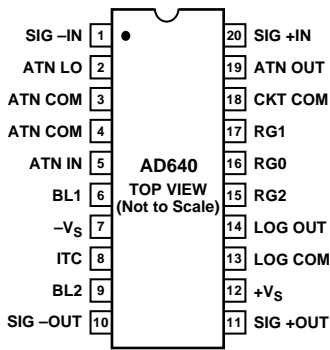 SIG –IN 1 20 SIG +IN
ATN LO 2 19 ATN OUT
ATN COM 3 18 CKT COM
ATN COM 4 17 RG1
ATN IN 5 16 RG0
BL1 6 15 RG2
–VS 7 14 LOG OUT
ITC 8 13 LOG COM
BL2 9 12 +VS
SIG –OUT 10 11 SIG +OUT
AD640
TOP VIEW
(Not to Scale)